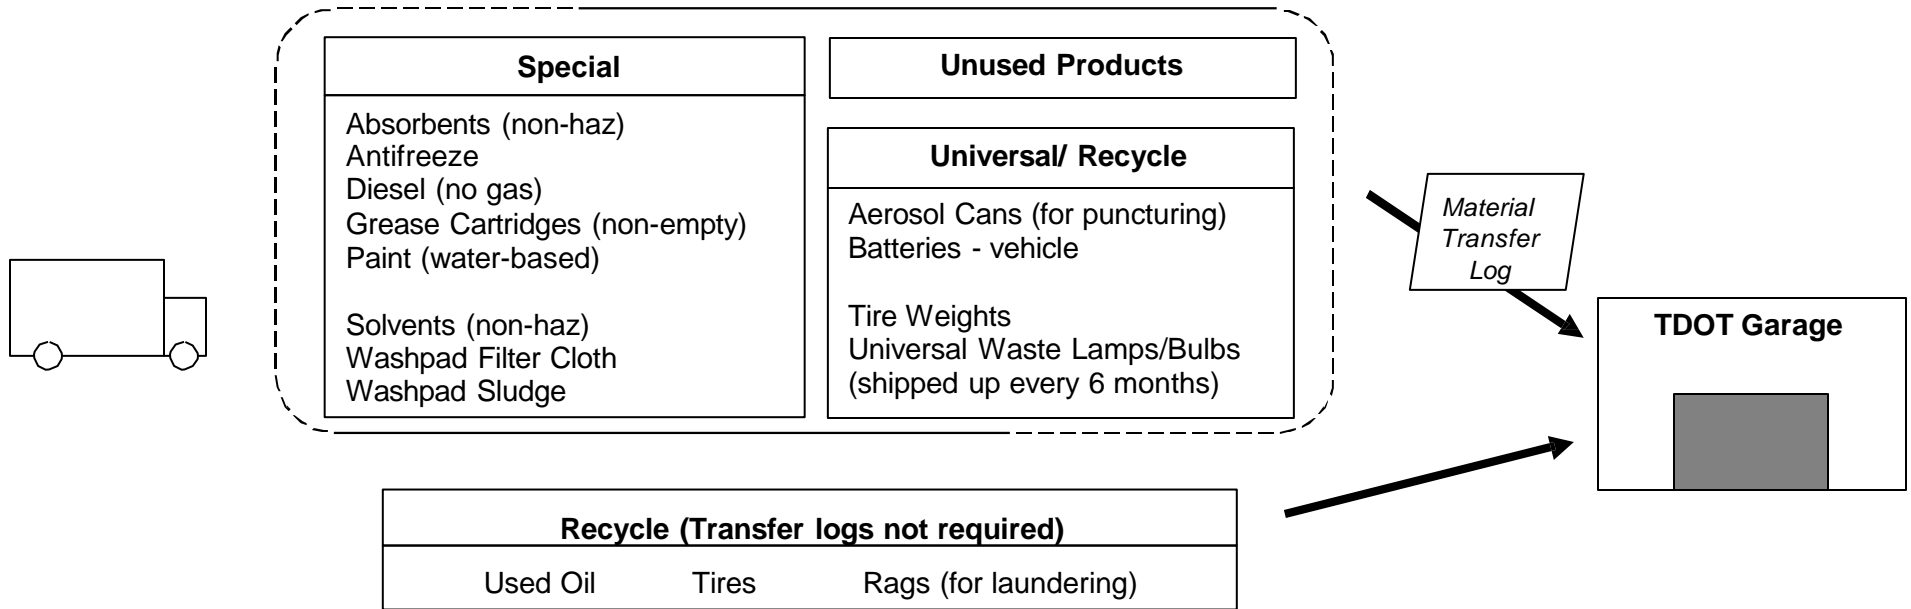 Special
Absorbents (non-haz)
Antifreeze
Diesel (no gas)
Grease Cartridges (non-empty)
Paint (water-based)
Solvents (non-haz)
Washpad Filter Cloth
Washpad Sludge
Unused Products
Universal/ Recycle
Aerosol Cans (for puncturing)
Batteries - vehicle
Tire Weights
Universal Waste Lamps/Bulbs
(shipped up every 6 months)
Material
Transfer
Log
TDOT Garage
Recycle (Transfer logs not required)
Used Oil Tires Rags (for laundering)